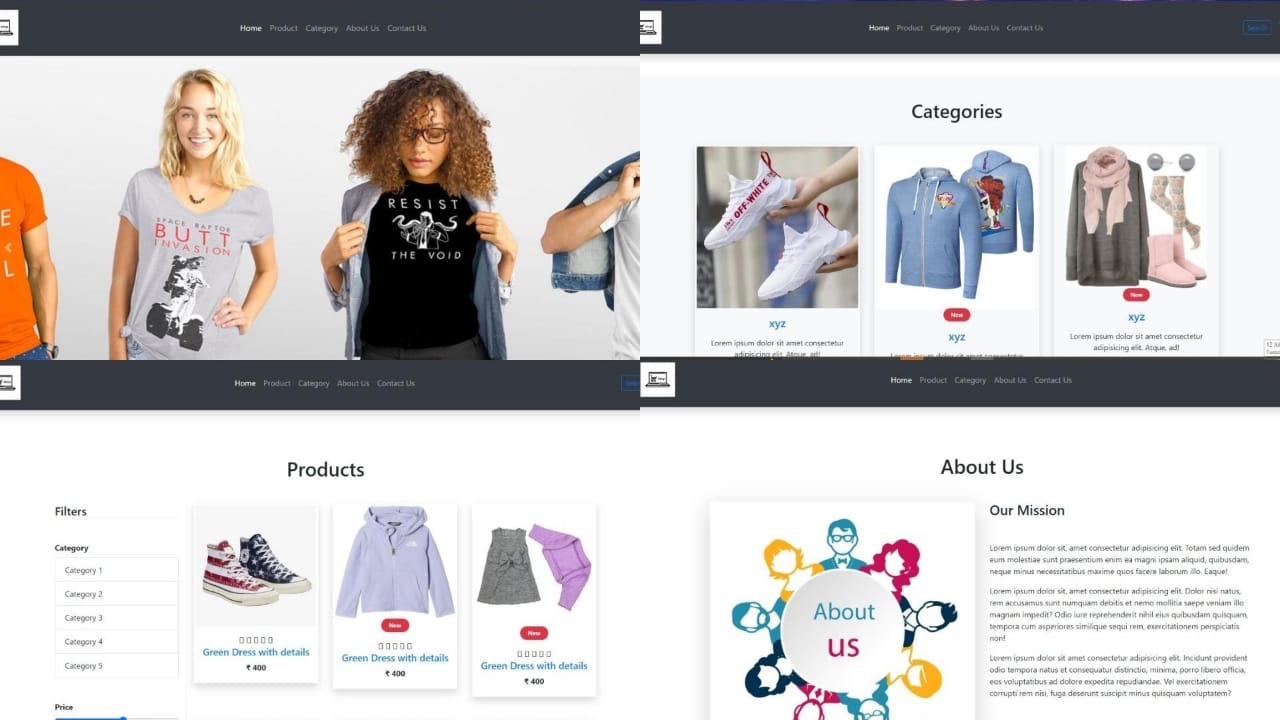 Home Product Category About Us Contact Us
E
L
SPACE RAPTOR
BUTT
INVASION
RESIST
THE VOID
Home Product Category About Us Contact Us Search
Categories
OFF-WHITE
xyz
Lorem ipsum dolor sit amet consectetur
adipisicing elit. Atque, ad!
New
xyz
Lorem ipsum dolor sit amet consectetur
New
xyz
Lorem ipsum dolor sit amet consectetur
adipisicing elit. Atque, ad!
Home Product Category About Us Contact Us
Products
Filters
Category
Category 1
Category 2
Category 3
Category 4
Category 5
Price
Green Dress with details
₹ 400
New
Green Dress with details
₹ 400
New
Green Dress with details
₹ 400
Home Product Category About Us Contact Us
About Us
About
us
Our Mission
Lorem ipsum dolor sit, amet consectetur adipisicing elit. Totam sed quidem
eum molestiae sunt praesentium enim ea magni ipsam aliquid, quibusdam,
neque minus necessitatibus maxime quos facere laborum illo. Eaque!
Lorem ipsum dolor sit amet consectetur adipisicing elit. Dolor nisi natus,
rem accusamus sunt numquam debitis et nemo mollitia saepe veniam illo
magnam impedit? Odio iure reprehenderit nihil eius quibusdam quisquam,
tempora cum asperiores similique sequi rem, exercitationem perspiciatis
non!
Lorem ipsum dolor sit amet consectetur adipisicing elit. Incidunt provident
odio tempora natus et consequatur distinctio, minima, porro libero officia,
eos voluptatibus ad dolore expedita repudiandae. Vel exercitationem
corrupti rem nisi, fuga deserunt suscipit minus quisquam voluptatem?